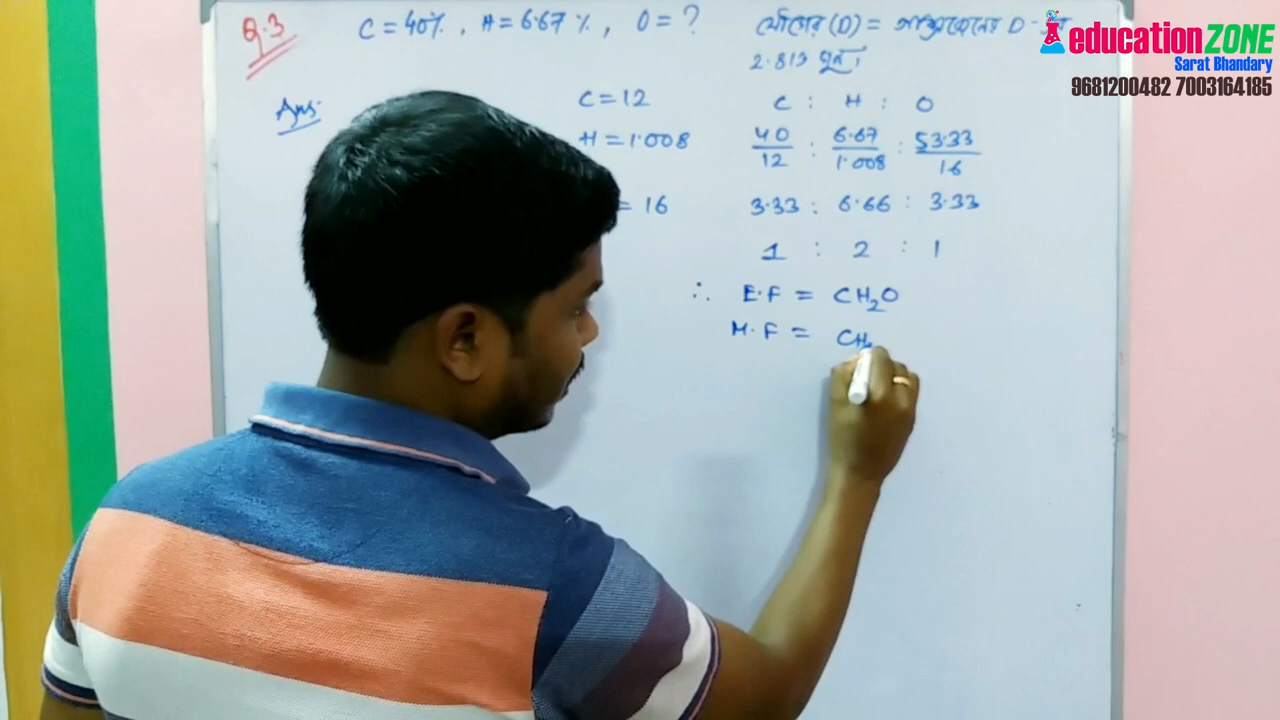 Q.3 C = 40%, H = 6.67%, O = ? যৌগের (D) = অক্সিজেনের D-
2.813 গুন।
educationZONE
Sarat Bhandary
9681200482 7003164185
Ans:
C = 12
H = 1.008
= 16
C : H : O
40/12 : 6.67/1.008 : 53.33/16
3.33 : 6.66 : 3.33
1 : 2 : 1
∴ E.F = CH₂O
M.F = CH